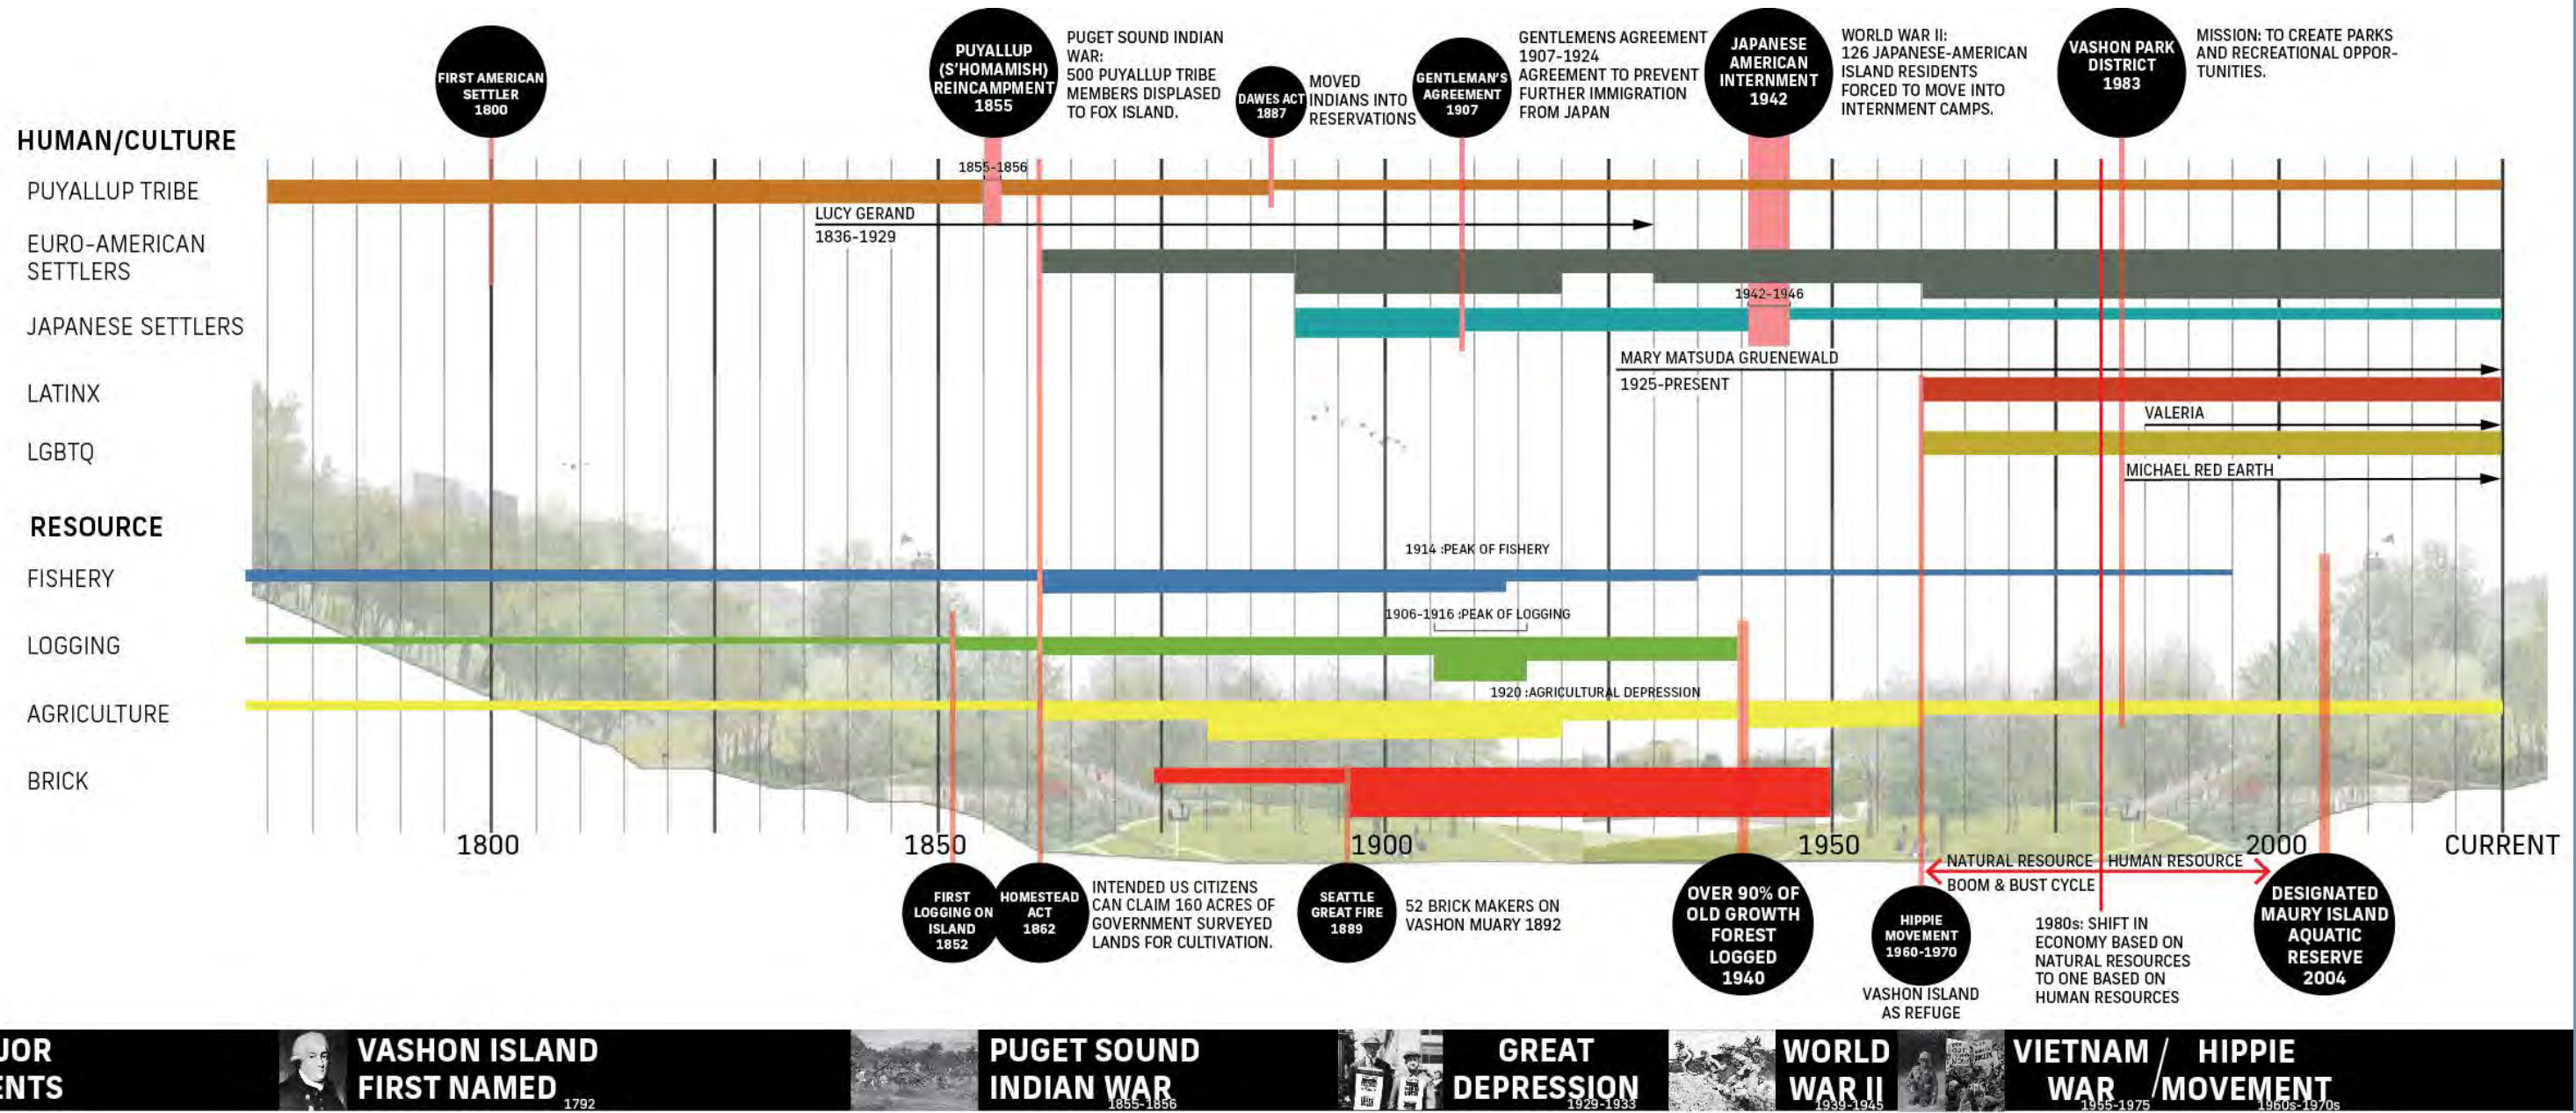 FIRST AMERICAN
SETTLER
1800
PUYALLUP
(S'HOMAMISH)
REINCAMPMENT
1855
PUGET SOUND INDIAN
WAR:
500 PUYALLUP TRIBE
MEMBERS DISPLASED
TO FOX ISLAND.
DAWES ACT
1887
MOVED
INDIANS INTO
RESERVATIONS
GENTLEMAN'S
AGREEMENT
1907
GENTLEMENS AGREEMENT
1907-1924
AGREEMENT TO PREVENT
FURTHER IMMIGRATION
FROM JAPAN
JAPANESE
AMERICAN
INTERNMENT
1942
WORLD WAR II:
126 JAPANESE-AMERICAN
ISLAND RESIDENTS
FORCED TO MOVE INTO
INTERNMENT CAMPS.
VASHON PARK
DISTRICT
1983
MISSION: TO CREATE PARKS
AND RECREATIONAL OPPOR-
TUNITIES.
HUMAN/CULTURE
1855-1856
PUYALLUP TRIBE
LUCY GERAND
1836-1929
EURO-AMERICAN
SETTLERS
1942-1946
JAPANESE SETTLERS
MARY MATSUDA GRUENEWALD
1925-PRESENT
LATINX
VALERIA
LGBTQ
MICHAEL RED EARTH
RESOURCE
1914 :PEAK OF FISHERY
FISHERY
1906-1916 :PEAK OF LOGGING
LOGGING
1920 :AGRICULTURAL DEPRESSION
AGRICULTURE
BRICK
1800
1850
1900
1950
2000
CURRENT
NATURAL RESOURCE
HUMAN RESOURCE
BOOM & BUST CYCLE
FIRST
LOGGING ON
ISLAND
1852
HOMESTEAD
ACT
1862
INTENDED US CITIZENS
CAN CLAIM 160 ACRES OF
GOVERNMENT SURVEYED
LANDS FOR CULTIVATION.
SEATTLE
GREAT FIRE
1889
52 BRICK MAKERS ON
VASHON MUARY 1892
OVER 90% OF
OLD GROWTH
FOREST
LOGGED
1940
HIPPIE
MOVEMENT
1960-1970
VASHON ISLAND
AS REFUGE
1980s: SHIFT IN
ECONOMY BASED ON
NATURAL RESOURCES
TO ONE BASED ON
HUMAN RESOURCES
DESIGNATED
MAURY ISLAND
AQUATIC
RESERVE
2004
JOR
ENTS
VASHON ISLAND
FIRST NAMED
1792
PUGET SOUND
INDIAN WAR
1855-1856
GREAT
DEPRESSION
1929-1933
WORLD
WAR II
1939-1945
VIETNAM
WAR
1955-1975
/
HIPPIE
MOVEMENT
1960s-1970s